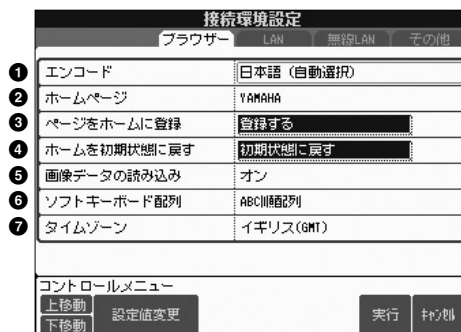 接続環境設定
ブラウザー LAN 無線LAN その他
❶ エンコード 日本語（自動選択）
❷ ホームページ YAMAHA
❸ ページをホームに登録 登録する
❹ ホームを初期状態に戻す 初期状態に戻す
❺ 画像データの読み込み オン
❻ ソフトキーボード配列 ABC順配列
❼ タイムゾーン イギリス(GMT)
コントロールメニュー
上移動 設定値変更 実行 キャンセル
下移動